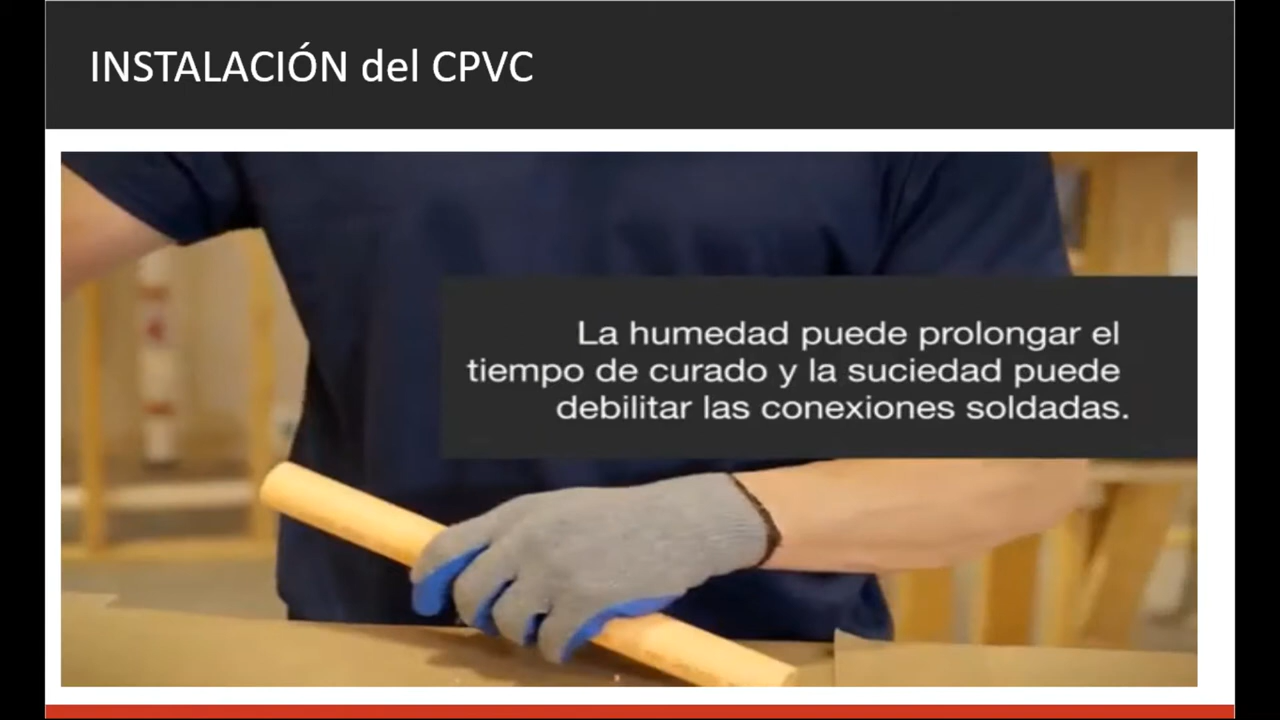 INSTALACIÓN del CPVC
La humedad puede prolongar el
tiempo de curado y la suciedad puede
debilitar las conexiones soldadas.